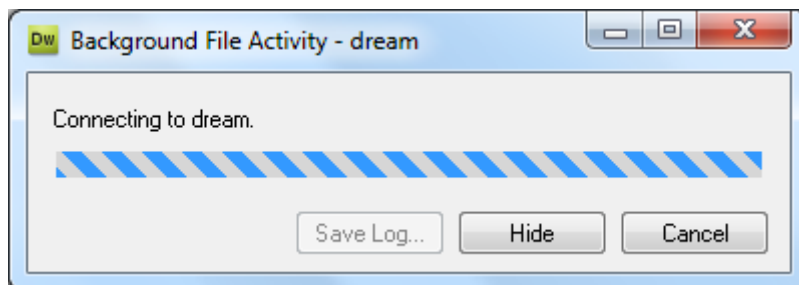 Dw Background File Activity - dream
Connecting to dream.
Save Log... Hide Cancel